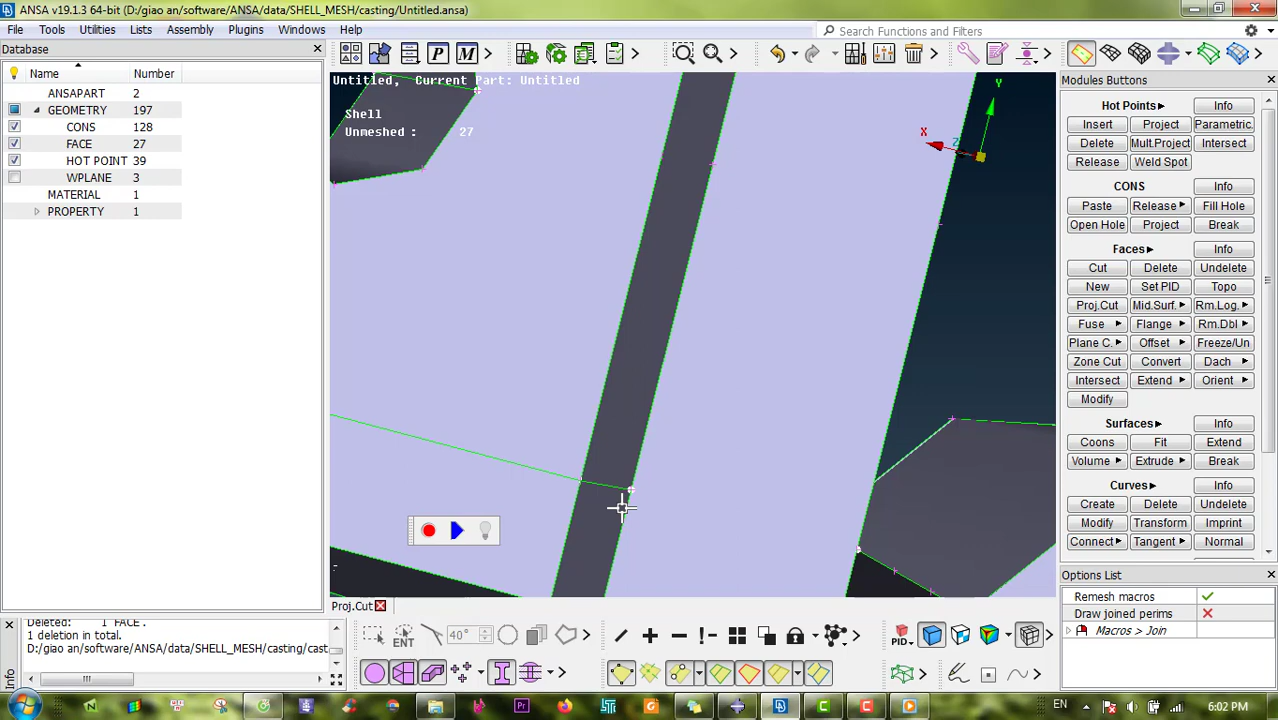 ANSA v19.1.3 64-bit (D:/giao an/software/ANSA/data/SHELL_MESH/casting/Untitled.ansa)
File Tools Utilities Lists Assembly Plugins Windows Help
Search Functions and Filters
Database
Name Number
ANSAPART 2
GEOMETRY 197
CONS 128
FACE 27
HOT POINT 39
WPLANE 3
MATERIAL 1
PROPERTY 1
Untitled, Current Part: Untitled
Shell
Unmeshed : 27
Y
X
Z
Modules Buttons
Hot Points Info
Insert Project Parametric
Delete Mult.Project Intersect
Release Weld Spot
CONS Info
Paste Release Fill Hole
Open Hole Project Break
Faces Info
Cut Delete Undelete
New Set PID Topo
Proj.Cut Mid.Surf. Rm.Log.
Fuse Flange Rm.Dbl
Plane C. Offset Freeze/Un
Zone Cut Convert Dach
Intersect Extend Orient
Modify
Surfaces Info
Coons Fit Extend
Volume Extrude Break
Curves Info
Create Delete Undelete
Modify Transform Imprint
Connect Tangent Project
Options List
Remesh macros
Draw joined perims
Macros > Join
Proj.Cut
Deleted: 1 FACE.
1 deletion in total.
D:/giao an/software/ANSA/data/SHELL_MESH/casting/cast
Info
ENT
40°
PID
P M
EN
6:02 PM